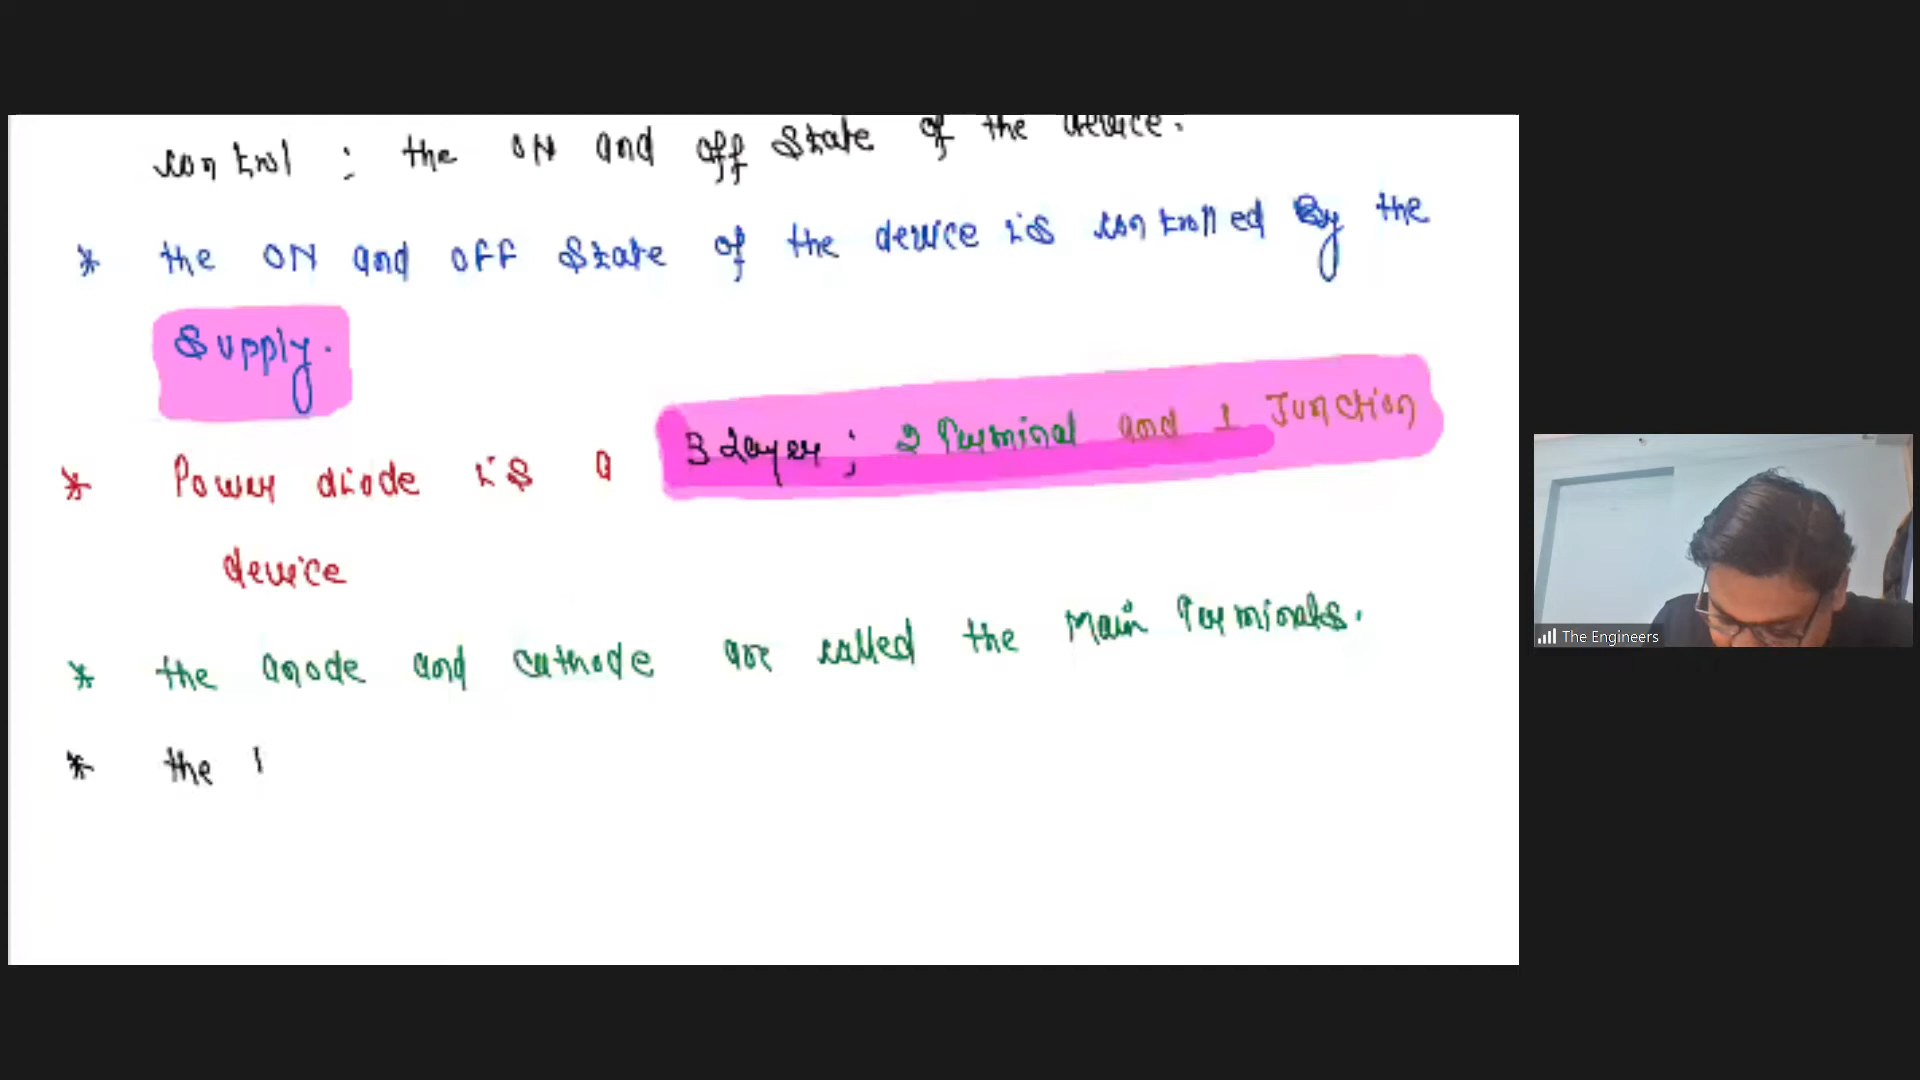 control : the ON and off state of the device.
* the ON and OFF state of the device is controlled By the
Supply.
* Power diode is a 3 Layer ; 2 Terminal and 1 Junction
device
* the anode and cathode are called the Main Terminals.
* the
The Engineers